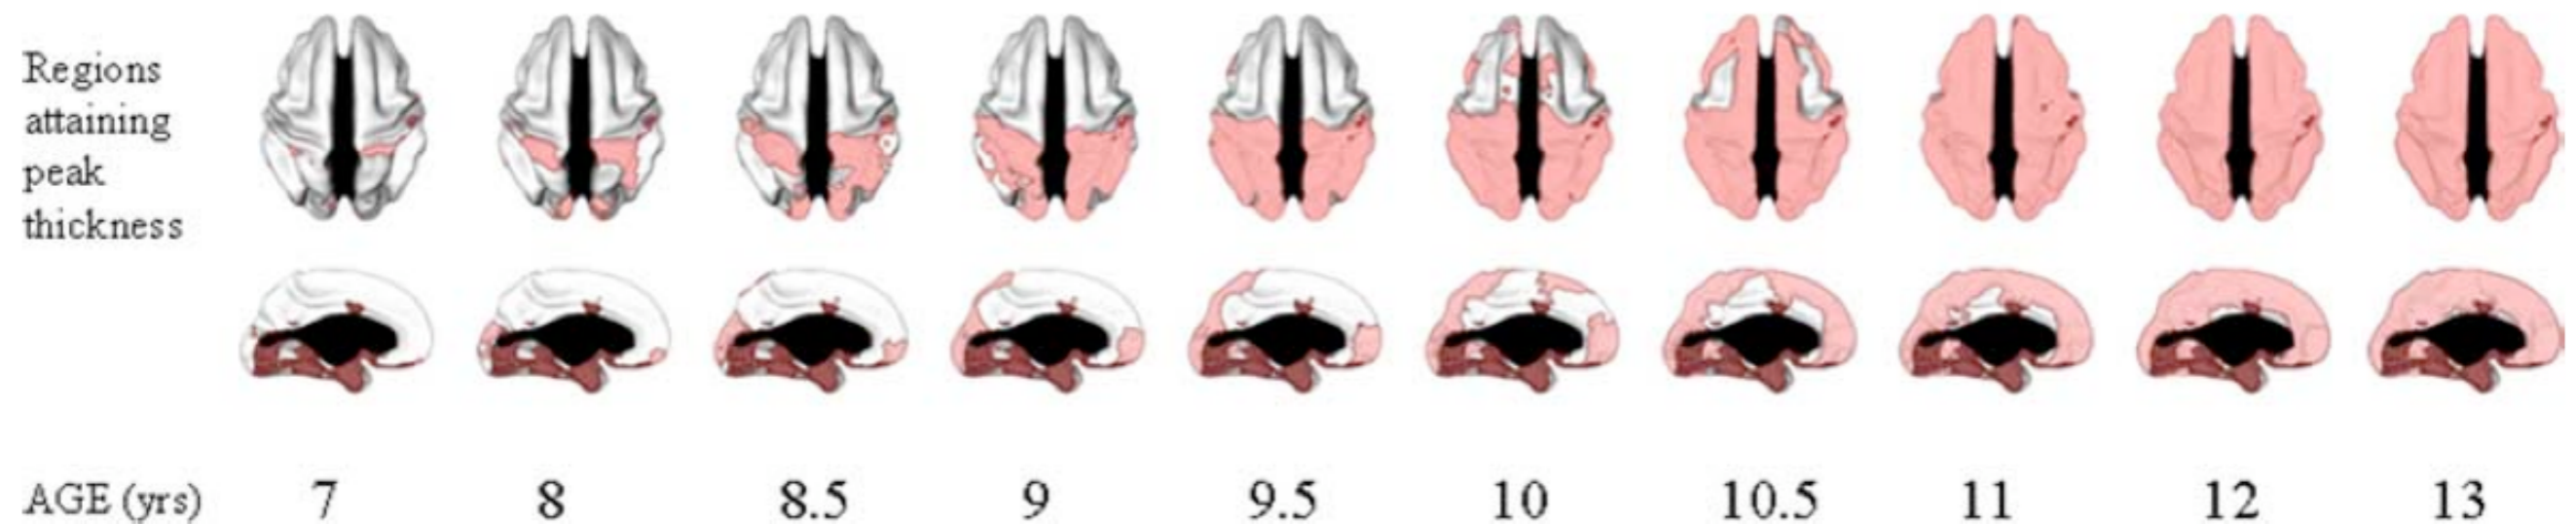 Regions
attaining
peak
thickness
AGE (yrs) 7 8 8.5 9 9.5 10 10.5 11 12 13